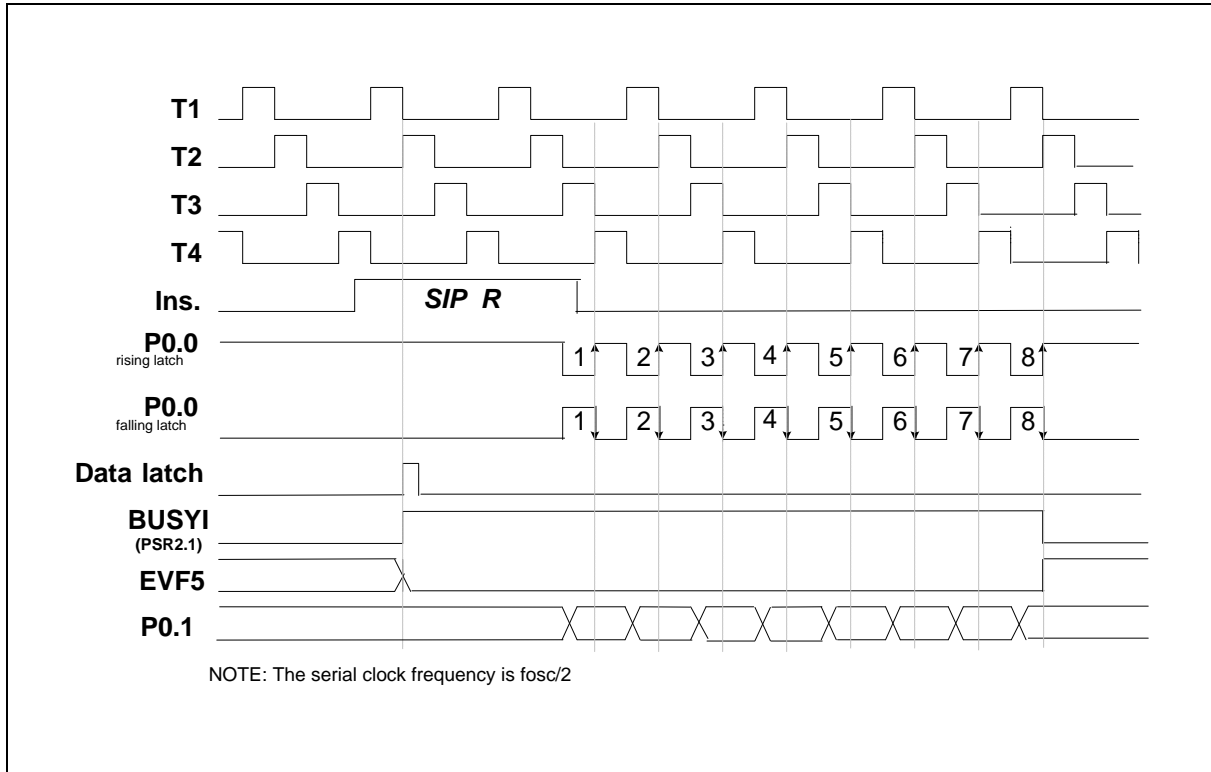 T1
T2
T3
T4
Ins.
SIP R
P0.0
rising latch
1 2 3 4 5 6 7 8
P0.0
falling latch
1 2 3 4 5 6 7 8
Data latch
BUSYI
(PSR2.1)
EVF5
P0.1
NOTE: The serial clock frequency is fosc/2